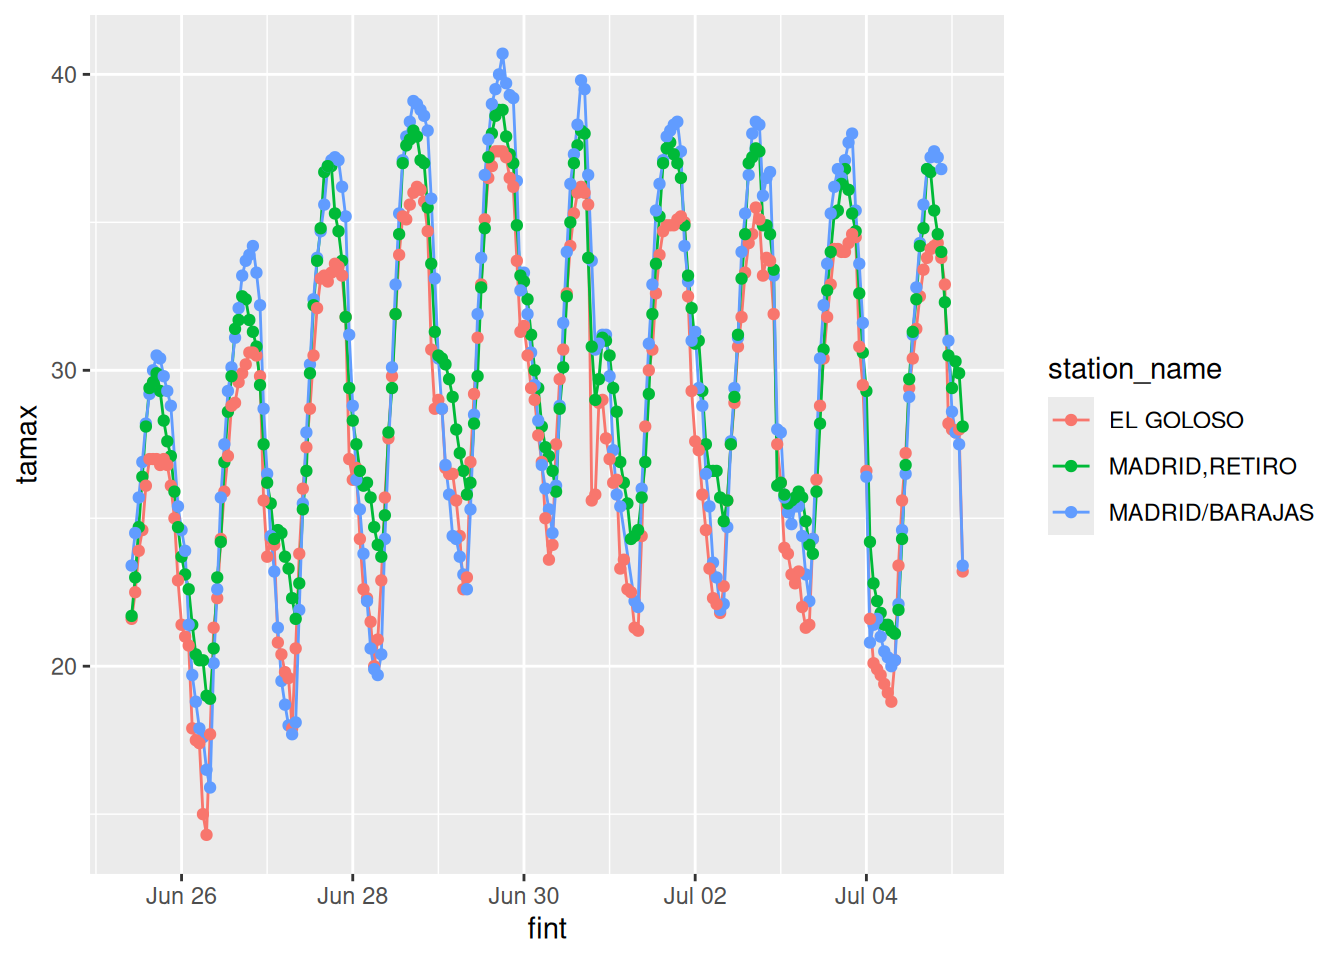 40
30
20
tamax
Jun 26
Jun 28
Jun 30
Jul 02
Jul 04
fint
station_name
EL GOLOSO
MADRID,RETIRO
MADRID/BARAJAS